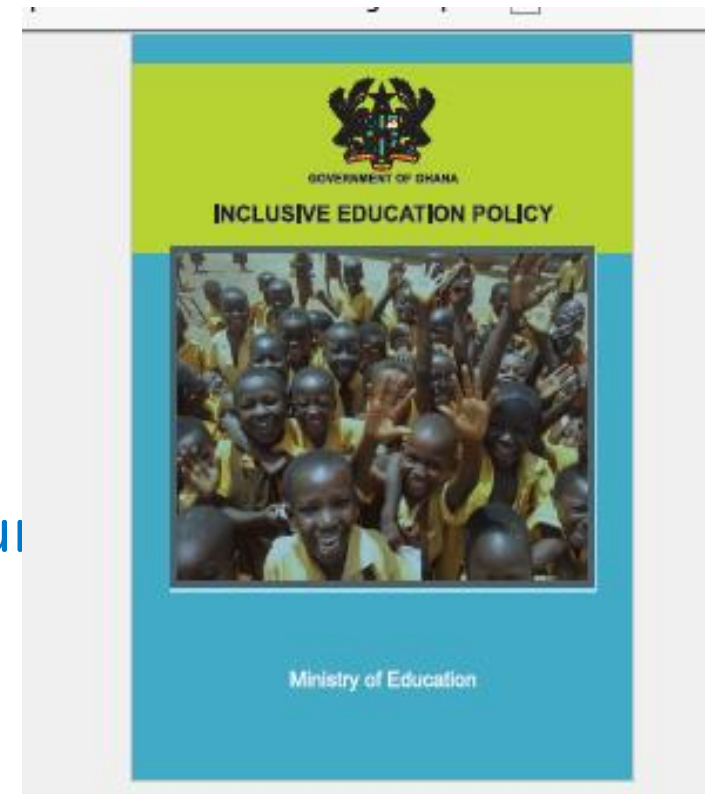 GOVERNMENT OF GHANA
INCLUSIVE EDUCATION POLICY
Ministry of Education